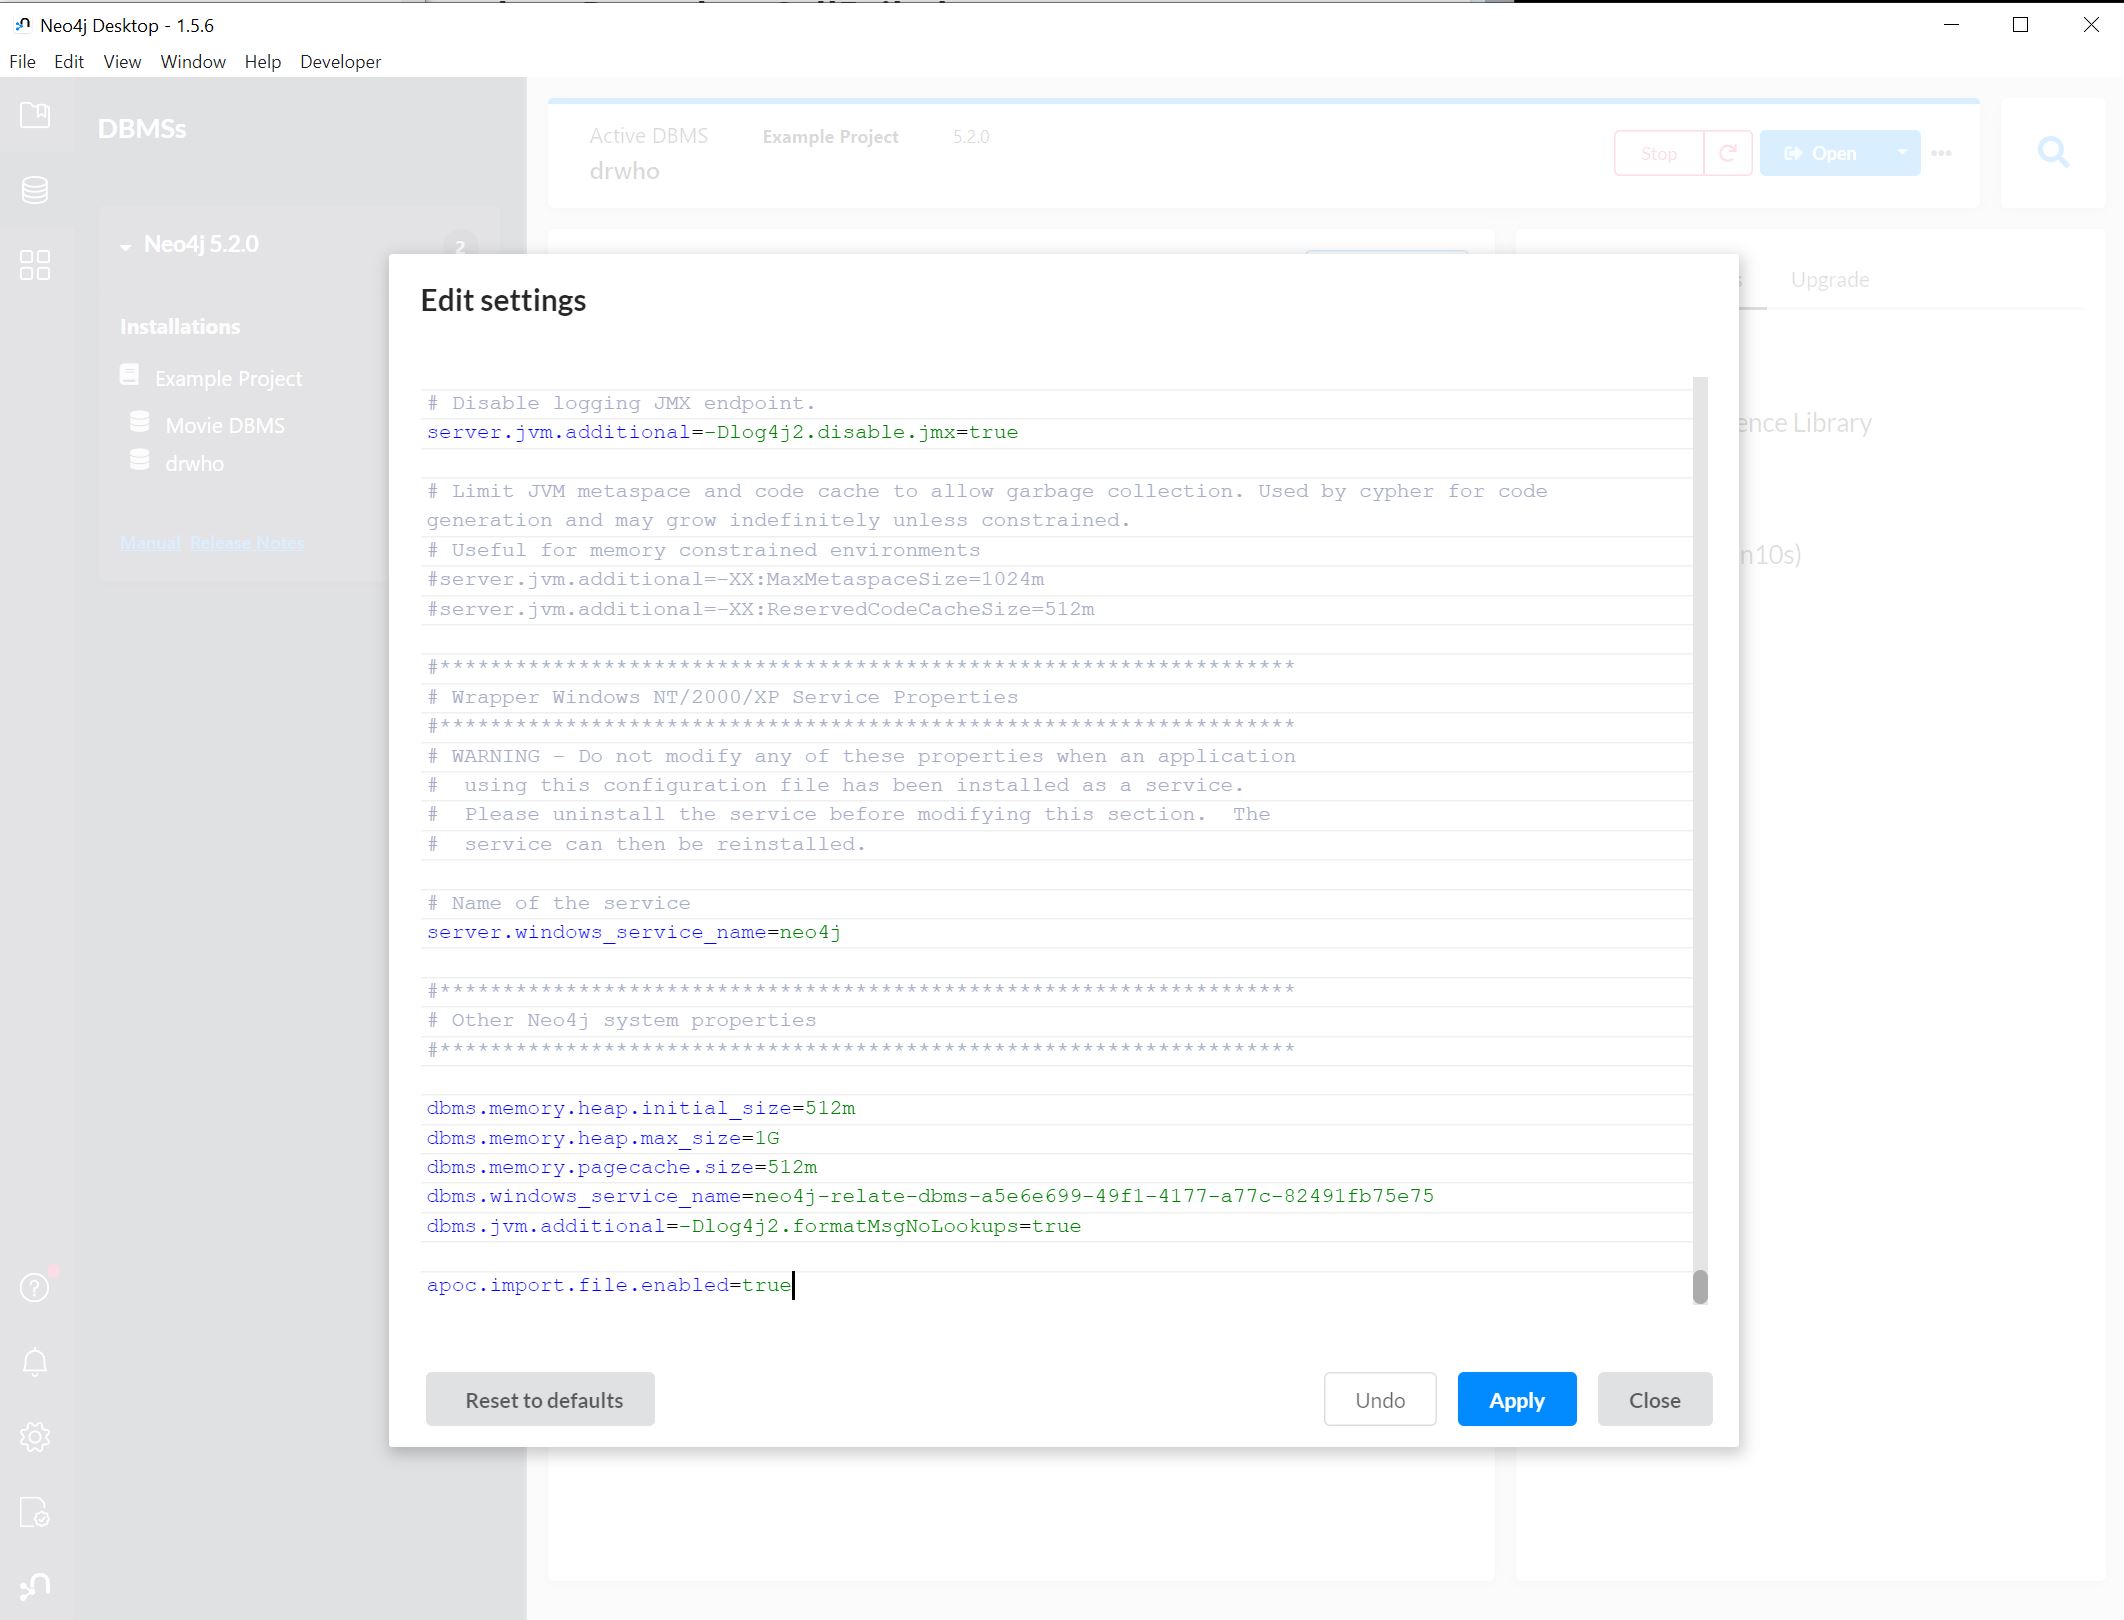 Neo4j Desktop - 1.5.6
File Edit View Window Help Developer
DBMSs
Active DBMS Example Project 5.2.0
drwho
Stop
Open
Neo4j 5.2.0
2
Installations
Example Project
Movie DBMS
drwho
Manual Release Notes
Upgrade
ence Library
n10s)
Edit settings
# Disable logging JMX endpoint.
server.jvm.additional=-Dlog4j2.disable.jmx=true
# Limit JVM metaspace and code cache to allow garbage collection. Used by cypher for code
generation and may grow indefinitely unless constrained.
# Useful for memory constrained environments
#server.jvm.additional=-XX:MaxMetaspaceSize=1024m
#server.jvm.additional=-XX:ReservedCodeCacheSize=512m
#********************************************************************
# Wrapper Windows NT/2000/XP Service Properties
#********************************************************************
# WARNING - Do not modify any of these properties when an application
#  using this configuration file has been installed as a service.
#  Please uninstall the service before modifying this section.  The
#  service can then be reinstalled.
# Name of the service
server.windows_service_name=neo4j
#********************************************************************
# Other Neo4j system properties
#********************************************************************
dbms.memory.heap.initial_size=512m
dbms.memory.heap.max_size=1G
dbms.memory.pagecache.size=512m
dbms.windows_service_name=neo4j-relate-dbms-a5e6e699-49f1-4177-a77c-82491fb75e75
dbms.jvm.additional=-Dlog4j2.formatMsgNoLookups=true
apoc.import.file.enabled=true
Reset to defaults
Undo
Apply
Close